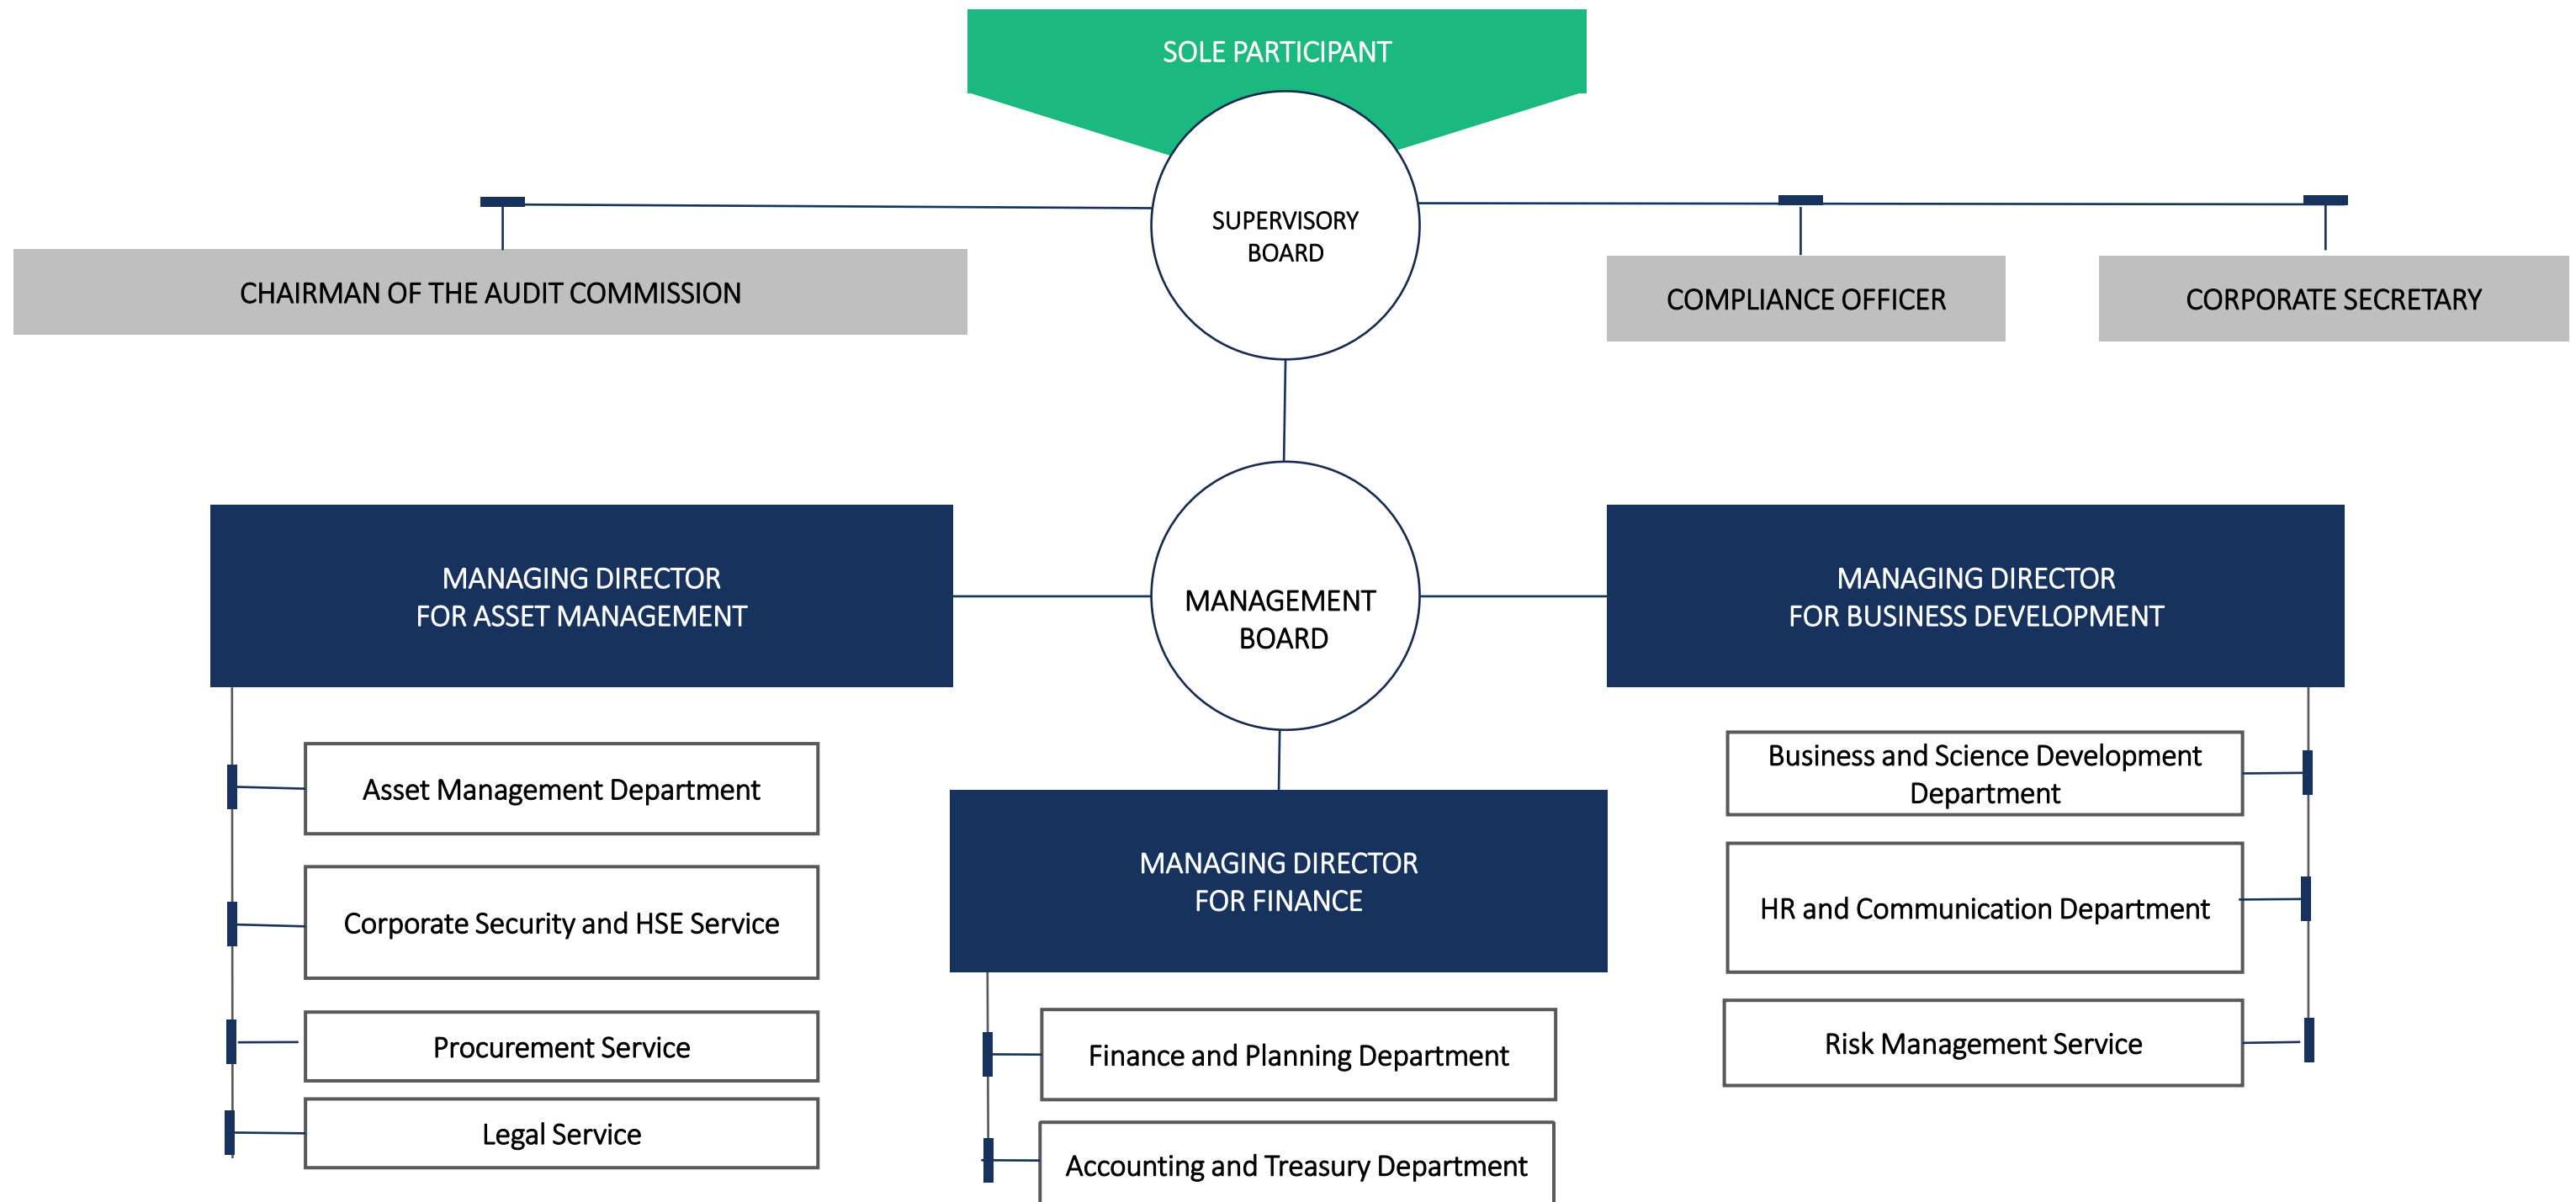 SOLE PARTICIPANT
SUPERVISORY
BOARD
CHAIRMAN OF THE AUDIT COMMISSION
COMPLIANCE OFFICER
CORPORATE SECRETARY
MANAGING DIRECTOR
FOR ASSET MANAGEMENT
MANAGEMENT
BOARD
MANAGING DIRECTOR
FOR BUSINESS DEVELOPMENT
Asset Management Department
Corporate Security and HSE Service
Procurement Service
Legal Service
MANAGING DIRECTOR
FOR FINANCE
Finance and Planning Department
Accounting and Treasury Department
Business and Science Development
Department
HR and Communication Department
Risk Management Service